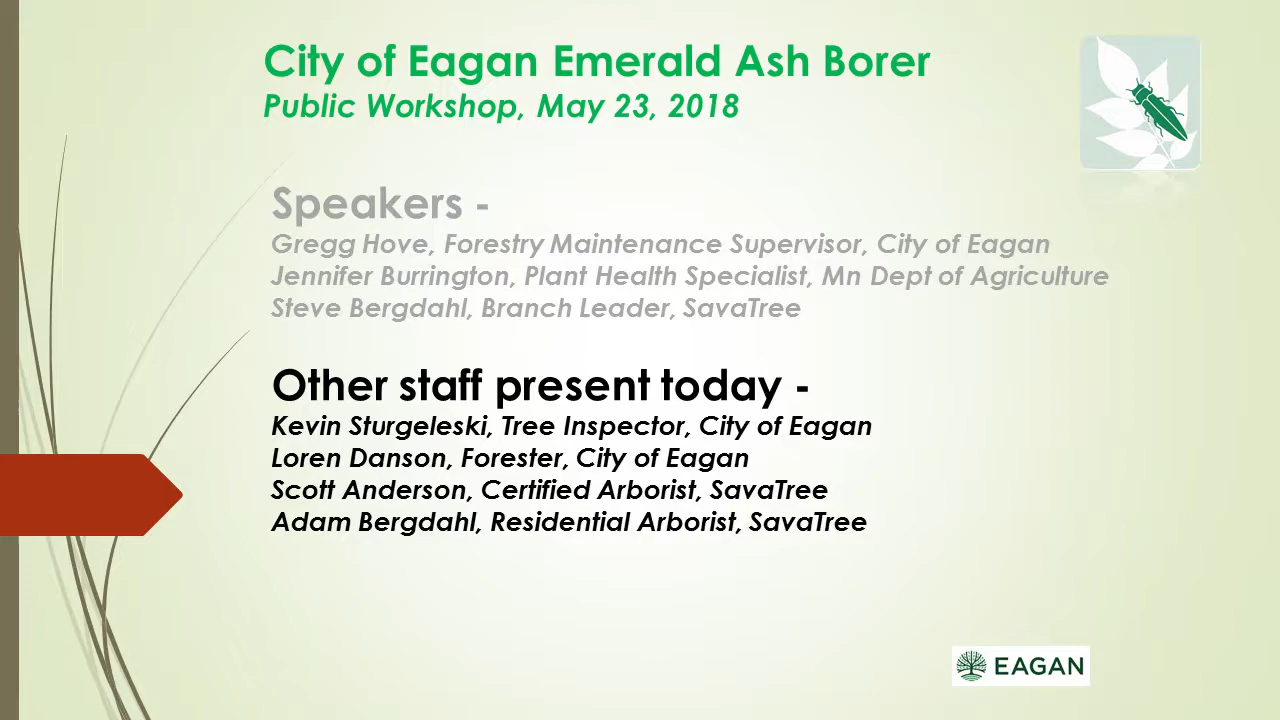 City of Eagan Emerald Ash Borer
Public Workshop, May 23, 2018
Speakers -
Gregg Hove, Forestry Maintenance Supervisor, City of Eagan
Jennifer Burrington, Plant Health Specialist, Mn Dept of Agriculture
Steve Bergdahl, Branch Leader, SavaTree
Other staff present today -
Kevin Sturgeleski, Tree Inspector, City of Eagan
Loren Danson, Forester, City of Eagan
Scott Anderson, Certified Arborist, SavaTree
Adam Bergdahl, Residential Arborist, SavaTree
EAGAN